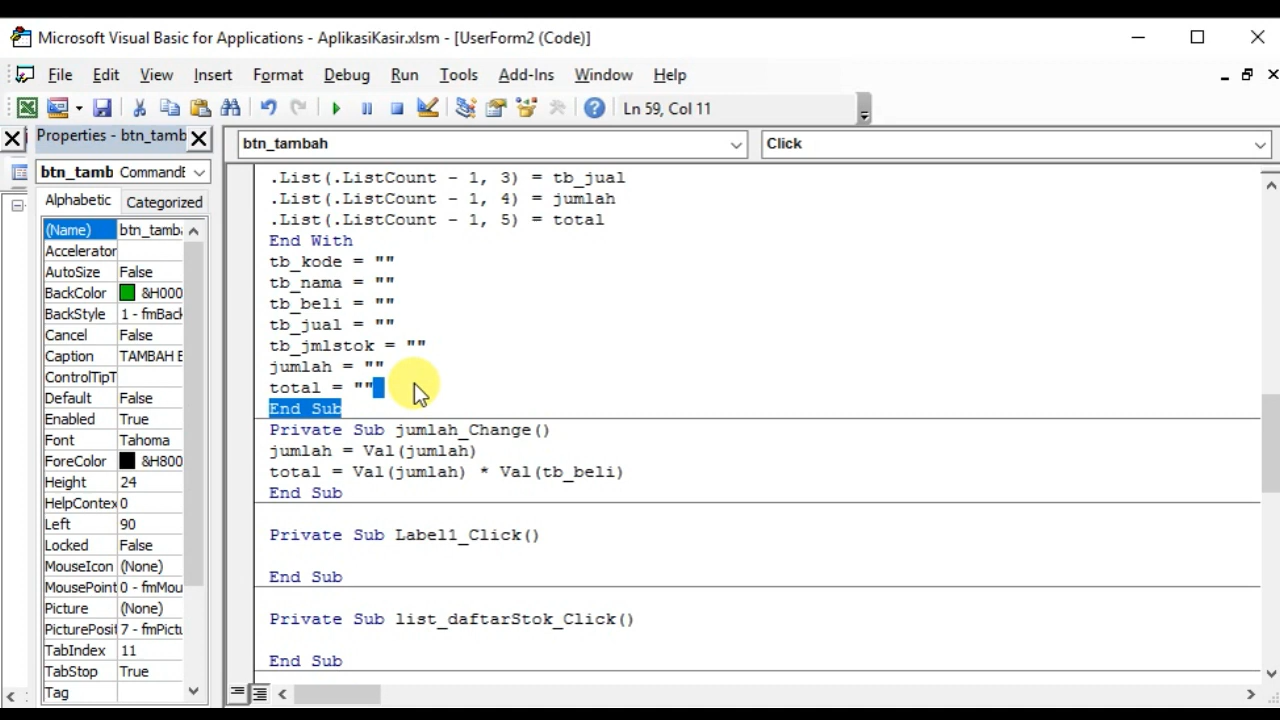 Microsoft Visual Basic for Applications - AplikasiKasir.xlsm - [UserForm2 (Code)]
File Edit View Insert Format Debug Run Tools Add-Ins Window Help
Ln 59, Col 11
Properties - btn_tamb
btn_tamb Command
Alphabetic Categorized
(Name) btn_tamb
Accelerator
AutoSize False
BackColor &H000
BackStyle 1 - fmBack
Cancel False
Caption TAMBAH B
ControlTipT
Default False
Enabled True
Font Tahoma
ForeColor &H800
Height 24
HelpContex 0
Left 90
Locked False
MouseIcon (None)
MousePoint 0 - fmMou
Picture (None)
PicturePosit 7 - fmPictu
TabIndex 11
TabStop True
Tag
btn_tambah Click
.List(.ListCount - 1, 3) = tb_jual
.List(.ListCount - 1, 4) = jumlah
.List(.ListCount - 1, 5) = total
End With
tb_kode = ""
tb_nama = ""
tb_beli = ""
tb_jual = ""
tb_jmlstok = ""
jumlah = ""
total = ""
End Sub
Private Sub jumlah_Change()
jumlah = Val(jumlah)
total = Val(jumlah) * Val(tb_beli)
End Sub
Private Sub Label1_Click()
End Sub
Private Sub list_daftarStok_Click()
End Sub